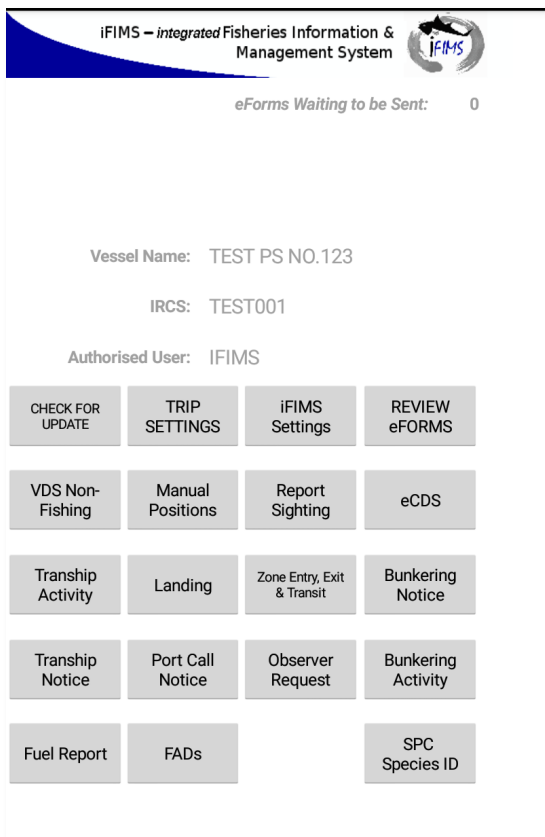 iFIMS – integrated Fisheries Information &
Management System
iFIMS
eForms Waiting to be Sent: 0
Vessel Name: TEST PS NO.123
IRCS: TEST001
Authorised User: IFIMS
CHECK FOR
UPDATE
TRIP
SETTINGS
iFIMS
Settings
REVIEW
eFORMS
VDS Non-
Fishing
Manual
Positions
Report
Sighting
eCDS
Tranship
Activity
Landing
Zone Entry, Exit
& Transit
Bunkering
Notice
Tranship
Notice
Port Call
Notice
Observer
Request
Bunkering
Activity
Fuel Report
FADs
SPC
Species ID